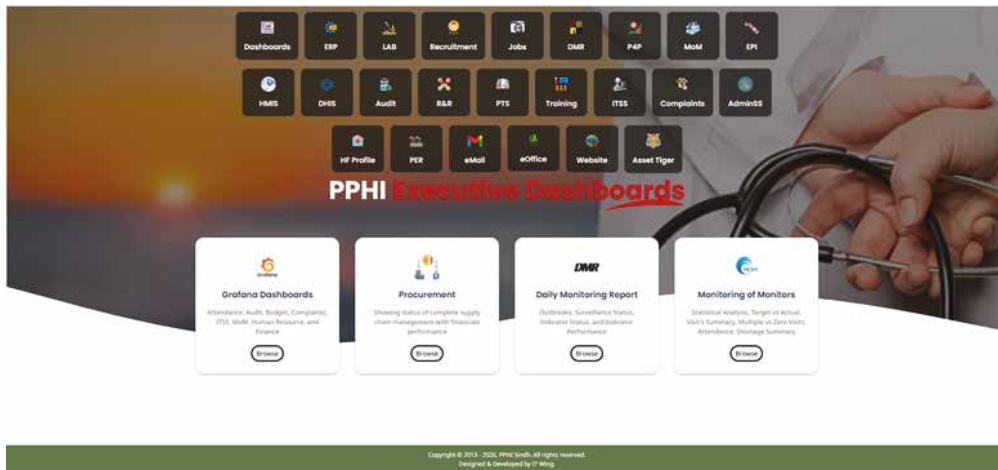 Dashboards ERP LAB Recruitment Jobs DMR P4P MoM EPI
HMIS DHIS Audit R&R PTS Training ITSS Complaints AdminSS
HF Profile PER eMail eOffice Website Asset Tiger
PPHI Executive Dashboards
Grafana
Grafana Dashboards
Attendance, Audit, Budget, Complaints,
ITSS, MoM, Human Resource, and
Finance
Browse
Procurement
Showing status of complete supply
chain management with financials
performance
Browse
DMR
Daily Monitoring Report
Outbreaks, Surveillance Status,
Indicator Status, and Indicator
Performance
Browse
MOM
Monitoring of Monitors
Statistical Analysis, Target vs Actual,
Visit's Summary, Multiple vs Zero Visits,
Attendance, Shortage Summary
Browse
Copyright © 2013 - 2026, PPHI Sindh. All rights reserved.
Designed & Developed by IT Wing.